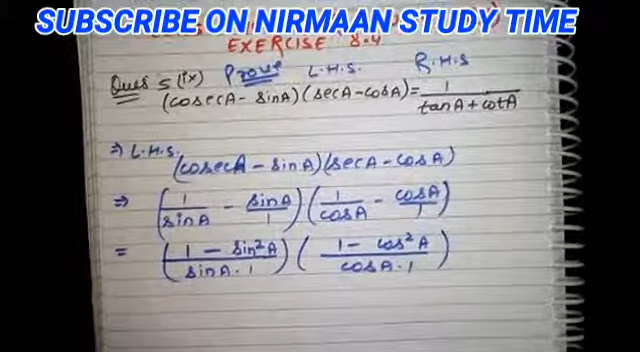 SUBSCRIBE ON NIRMAAN STUDY TIME
EXERCISE 8.4
Ques 5 (ix) Prove L.H.S. R.H.S
(cosecA - sinA)(secA - cosA) = 1/(tanA + cotA)
⇒ L.H.S.
(cosecA - sinA)(secA - cosA)
⇒ (1/sinA - sinA/1)(1/cosA - cosA/1)
= ((1 - sin²A)/(sinA·1))((1 - cos²A)/(cosA·1))